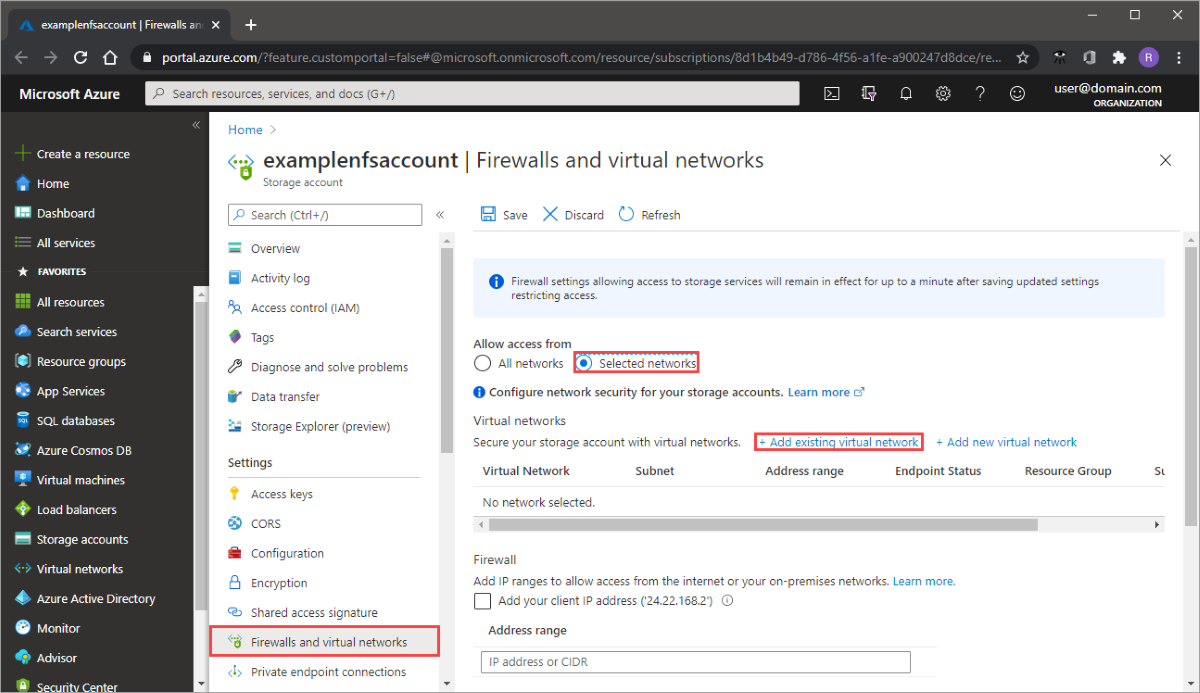 examplenfsaccount | Firewalls an
portal.azure.com/?feature.customportal=false#@microsoft.onmicrosoft.com/resource/subscriptions/8d1b4b49-d786-4f56-a1fe-a900247d8dce/re...
R
Microsoft Azure
Search resources, services, and docs (G+/)
user@domain.com
ORGANIZATION
Create a resource
Home
Dashboard
All services
FAVORITES
All resources
Search services
Resource groups
App Services
SQL databases
Azure Cosmos DB
Virtual machines
Load balancers
Storage accounts
Virtual networks
Azure Active Directory
Monitor
Advisor
Security Center
Home >
examplenfsaccount | Firewalls and virtual networks
Storage account
Search (Ctrl+/)
Overview
Activity log
Access control (IAM)
Tags
Diagnose and solve problems
Data transfer
Storage Explorer (preview)
Settings
Access keys
CORS
Configuration
Encryption
Shared access signature
Firewalls and virtual networks
Private endpoint connections
Save Discard Refresh
Firewall settings allowing access to storage services will remain in effect for up to a minute after saving updated settings
restricting access.
Allow access from
All networks Selected networks
Configure network security for your storage accounts. Learn more
Virtual networks
Secure your storage account with virtual networks. + Add existing virtual network + Add new virtual network
Virtual Network Subnet Address range Endpoint Status Resource Group Su
No network selected.
Firewall
Add IP ranges to allow access from the internet or your on-premises networks. Learn more.
Add your client IP address ('24.22.168.2')
Address range
IP address or CIDR